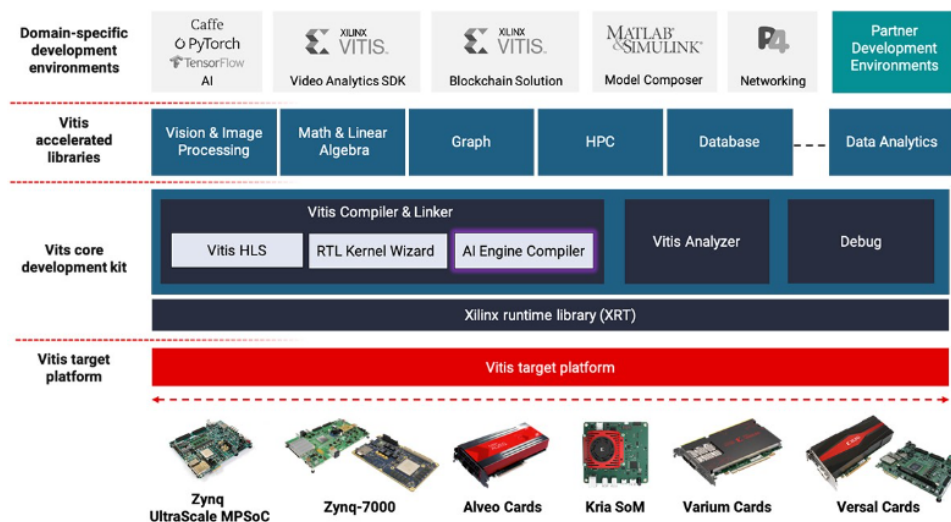 Domain-specific
development
environments
Caffe
PyTorch
TensorFlow
AI
XILINX
VITIS
Video Analytics SDK
XILINX
VITIS
Blockchain Solution
MATLAB
&SIMULINK
Model Composer
P4
Networking
Partner
Development
Environments
Vitis
accelerated
libraries
Vision & Image
Processing
Math & Linear
Algebra
Graph
HPC
Database
Data Analytics
Vits core
development kit
Vitis Compiler & Linker
Vitis HLS
RTL Kernel Wizard
AI Engine Compiler
Vitis Analyzer
Debug
Xilinx runtime library (XRT)
Vitis target
platform
Vitis target platform
Zynq
UltraScale MPSoC
Zynq-7000
Alveo Cards
Kria SoM
Varium Cards
Versal Cards